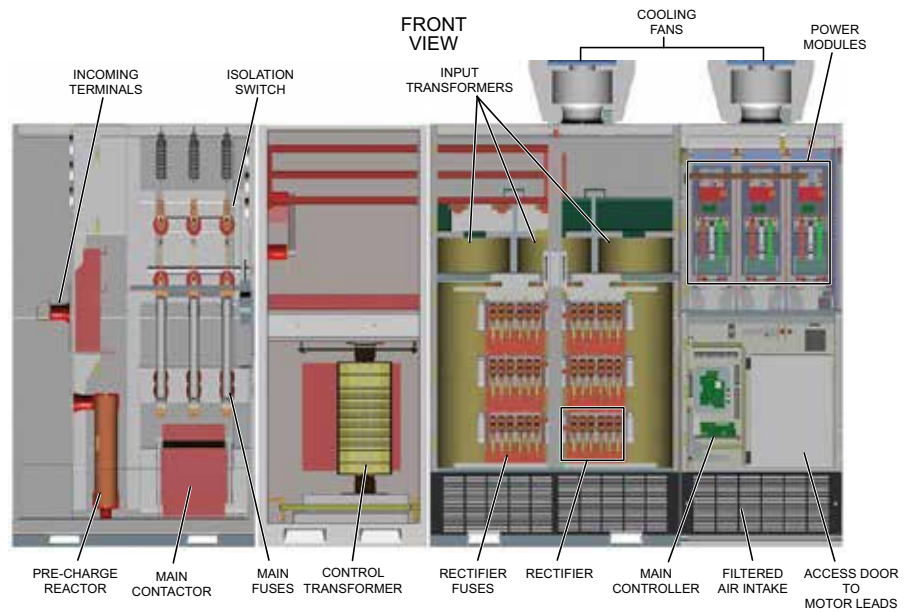 FRONT
VIEW
COOLING
FANS
POWER
MODULES
INCOMING
TERMINALS
ISOLATION
SWITCH
INPUT
TRANSFORMERS
PRE-CHARGE
REACTOR
MAIN
CONTACTOR
MAIN
FUSES
CONTROL
TRANSFORMER
RECTIFIER
FUSES
RECTIFIER
MAIN
CONTROLLER
FILTERED
AIR INTAKE
ACCESS DOOR
TO
MOTOR LEADS